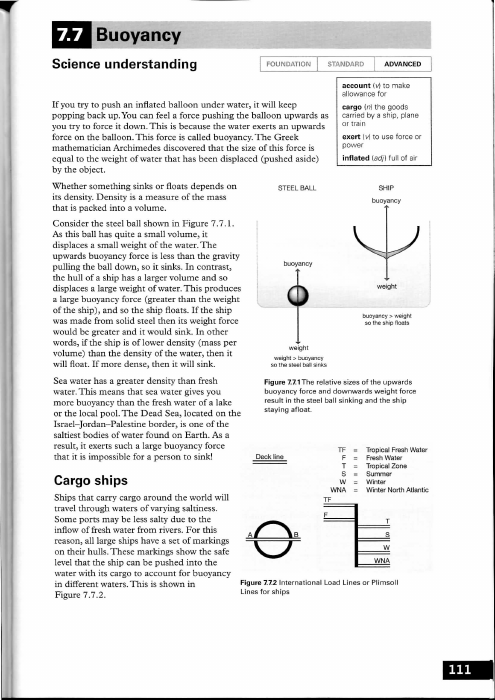 7.7 Buoyancy
Science understanding
FOUNDATION STANDARD ADVANCED
account (v) to make
allowance for
cargo (n) the goods
carried by a ship, plane
or train
exert (v) to use force or
power
inflated (adj) full of air
If you try to push an inflated balloon under water, it will keep
popping back up. You can feel a force pushing the balloon upwards as
you try to force it down. This is because the water exerts an upwards
force on the balloon. This force is called buoyancy. The Greek
mathematician Archimedes discovered that the size of this force is
equal to the weight of water that has been displaced (pushed aside)
by the object.
Whether something sinks or floats depends on
its density. Density is a measure of the mass
that is packed into a volume.
Consider the steel ball shown in Figure 7.7.1.
As this ball has quite a small volume, it
displaces a small weight of the water. The
upwards buoyancy force is less than the gravity
pulling the ball down, so it sinks. In contrast,
the hull of a ship has a larger volume and so
displaces a large weight of water. This produces
a large buoyancy force (greater than the weight
of the ship), and so the ship floats. If the ship
was made from solid steel then its weight force
would be greater and it would sink. In other
words, if the ship is of lower density (mass per
volume) than the density of the water, then it
will float. If more dense, then it will sink.
Sea water has a greater density than fresh
water. This means that sea water gives you
more buoyancy than the fresh water of a lake
or the local pool. The Dead Sea, located on the
Israel–Jordan–Palestine border, is one of the
saltiest bodies of water found on Earth. As a
result, it exerts such a large buoyancy force
that it is impossible for a person to sink!
STEEL BALL
SHIP
buoyancy
buoyancy
weight
buoyancy > weight
so the ship floats
weight
weight > buoyancy
so the steel ball sinks
Figure 7.7.1 The relative sizes of the upwards
buoyancy force and downwards weight force
result in the steel ball sinking and the ship
staying afloat.
Cargo ships
Ships that carry cargo around the world will
travel through waters of varying saltiness.
Some ports may be less salty due to the
inflow of fresh water from rivers. For this
reason, all large ships have a set of markings
on their hulls. These markings show the safe
level that the ship can be pushed into the
water with its cargo to account for buoyancy
in different waters. This is shown in
Figure 7.7.2.
Deck line
TF = Tropical Fresh Water
F = Fresh Water
T = Tropical Zone
S = Summer
W = Winter
WNA = Winter North Atlantic
TF
F
T
A B
S
W
WNA
Figure 7.7.2 International Load Lines or Plimsoll
Lines for ships
111